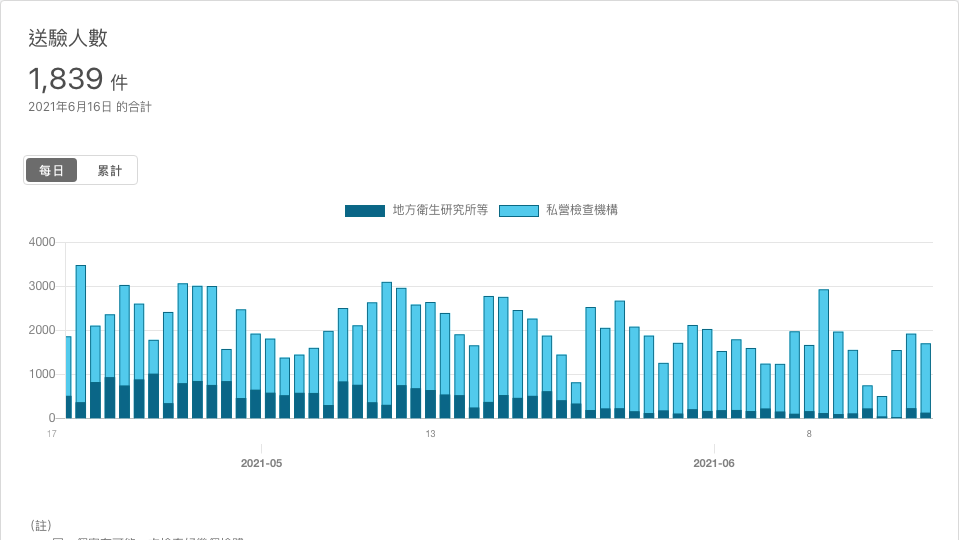 送驗人數
1,839 件
2021年6月16日 的合計
每日 累計
地方衛生研究所等 私營檢查機構
4000
3000
2000
1000
0
17 13 8
2021-05 2021-06
（註）